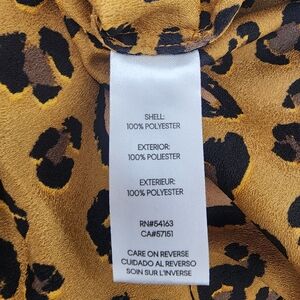 SHELL:
100% POLYESTER
EXTERIOR:
100% POLIESTER
EXTERIEUR:
100% POLYESTER
RN#54163
CA#57151
CARE ON REVERSE
CUIDADO AL REVERSO
SOIN SUR L'INVERSE